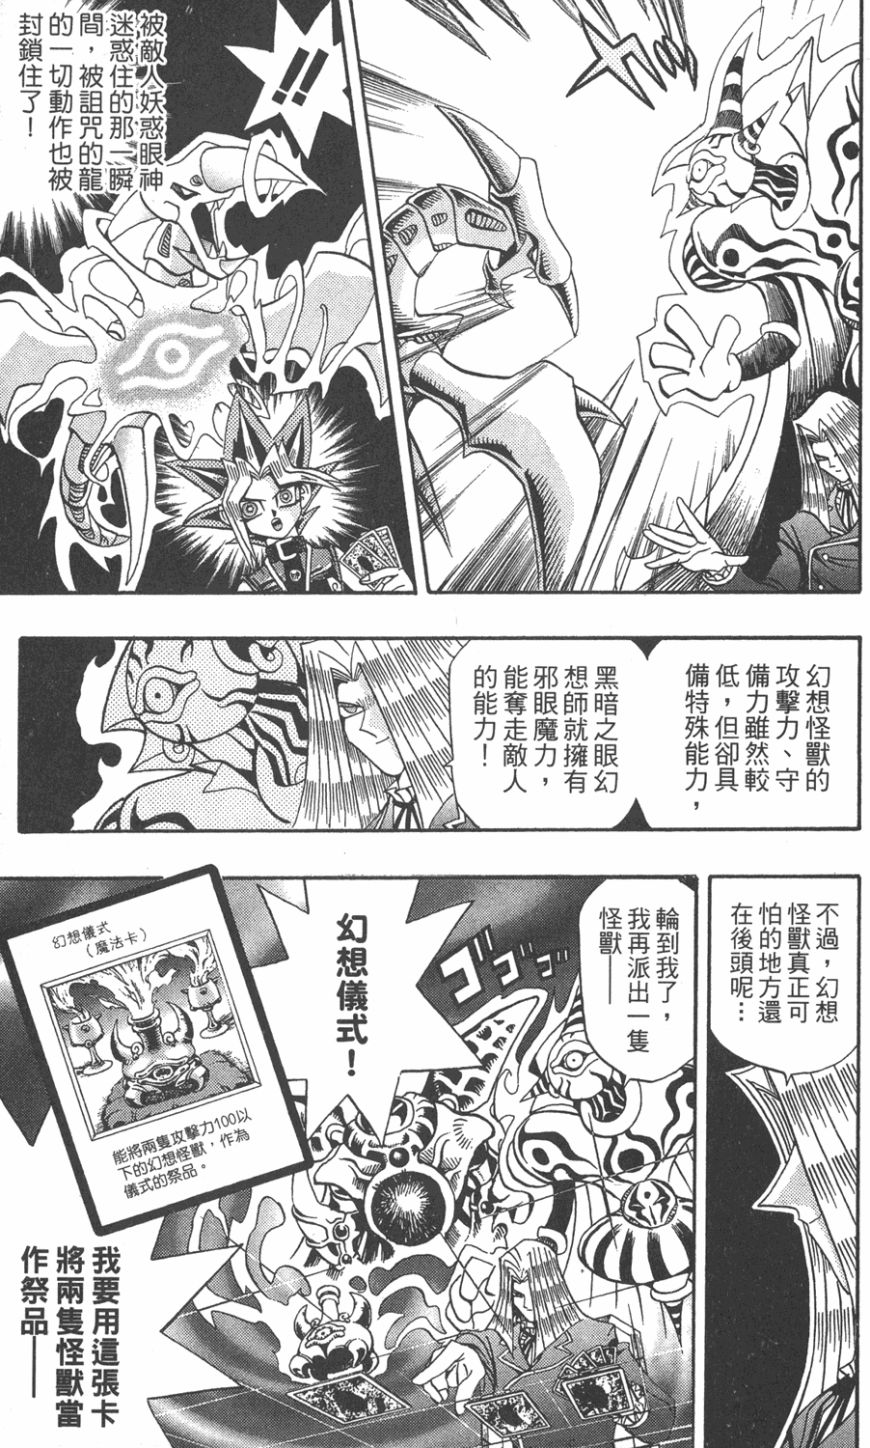 !!
被敵人妖惑眼神
迷惑住的那一瞬
間，被詛咒的龍
的一切動作也被
封鎖住了！
幻想怪獸的
攻擊力、守
備力雖然較
低，但卻具
備特殊能力，
黑暗之眼幻
想師就擁有
邪眼魔力，
能奪走敵人
的能力！
不過，幻想
怪獸真正可
怕的地方還
在後頭呢…
輪到我了，
我再派出一隻
怪獸——
ゴゴゴ
幻想儀式！
幻想儀式
（魔法卡）
能將兩隻攻擊力100以
下的幻想怪獸，作為
儀式的祭品。
我要用這張卡
將兩隻怪獸當
作祭品——